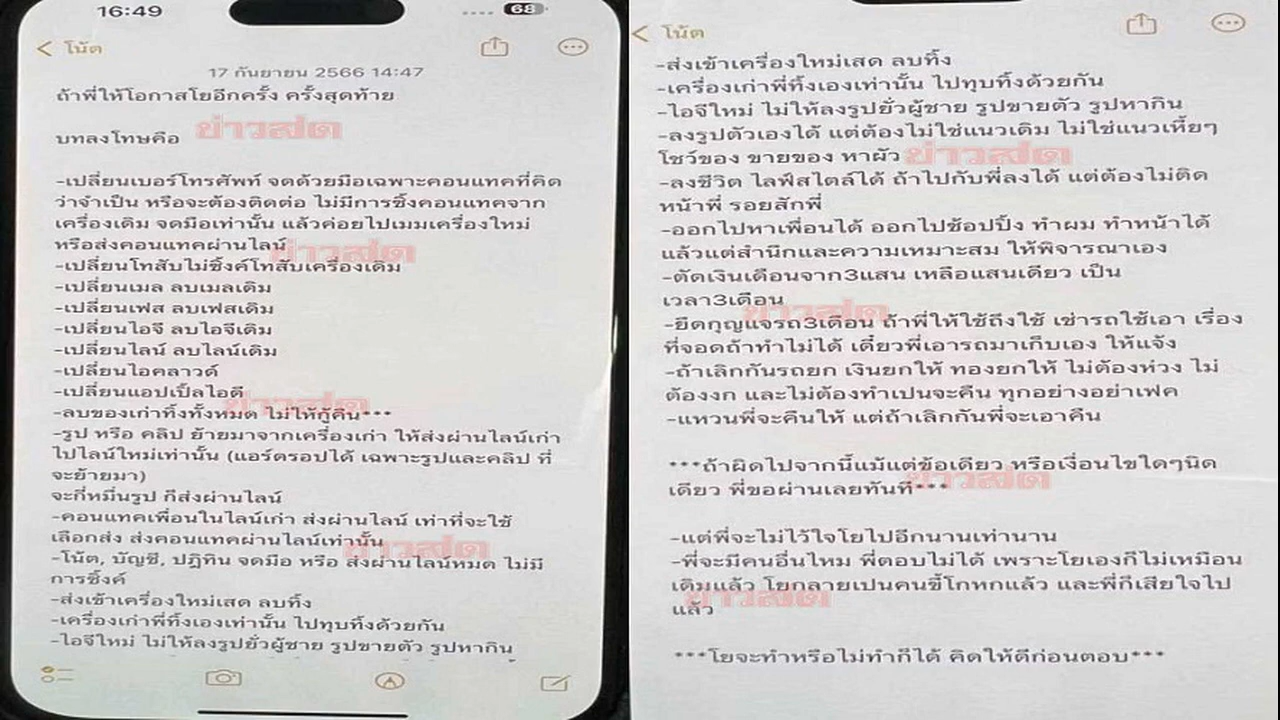 16:49
68
โน้ต
17 กันยายน 2566 14:47
ถ้าพี่ให้โอกาสโยอีกครั้ง ครั้งสุดท้าย
ข่าวสด
บทลงโทษคือ
-เปลี่ยนเบอร์โทรศัพท์ จดด้วยมือเฉพาะคอนแทคที่คิด
ว่าจำเป็น หรือจะต้องติดต่อ ไม่มีการซิ้งคอนแทคจาก
เครื่องเดิม จดมือเท่านั้น แล้วค่อยไปเมมเครื่องใหม่
หรือส่งคอนแทคผ่านไลน์
ข่าวสด
-เปลี่ยนโทสับไม่ซิ้งค์โทสับเครื่องเดิม
-เปลี่ยนเมล ลบเมลเดิม
-เปลี่ยนเฟส ลบเฟสเดิม
-เปลี่ยนไอจี ลบไอจีเดิม
-เปลี่ยนไลน์ ลบไลน์เดิม
-เปลี่ยนไอคลาวด์
-เปลี่ยนแอปเปิ้ลไอดี
ข่าวสด
-ลบของเก่าทิ้งทั้งหมด ไม่ให้กู้คืน***
-รูป หรือ คลิป ย้ายมาจากเครื่องเก่า ให้ส่งผ่านไลน์เก่า
ไปไลน์ใหม่เท่านั้น (แอร์ดรอปได้ เฉพาะรูปและคลิป ที่
จะย้ายมา)
จะกี่หมื่นรูป ก็ส่งผ่านไลน์
-คอนแทคเพื่อนในไลน์เก่า ส่งผ่านไลน์ เท่าที่จะใช้
เลือกส่ง ส่งคอนแทคผ่านไลน์เท่านั้น
ข่าวสด
-โน้ต, บัญชี, ปฏิทิน จดมือ หรือ ส่งผ่านไลน์หมด ไม่มี
การซิ้งค์
-ส่งเข้าเครื่องใหม่เสด ลบทิ้ง
-เครื่องเก่าพี่ทิ้งเองเท่านั้น ไปทุบทิ้งด้วยกัน
-ไอจีใหม่ ไม่ให้ลงรูปยั่วผู้ชาย รูปขายตัว รูปหากิน
โน้ต
-ส่งเข้าเครื่องใหม่เสด ลบทิ้ง
-เครื่องเก่าพี่ทิ้งเองเท่านั้น ไปทุบทิ้งด้วยกัน
-ไอจีใหม่ ไม่ให้ลงรูปยั่วผู้ชาย รูปขายตัว รูปหากิน
-ลงรูปตัวเองได้ แต่ต้องไม่ใช่แนวเดิม ไม่ใช่แนวเหี้ยๆ
โชว์ของ ขายของ หาผัว
ข่าวสด
-ลงชีวิต ไลฟ์สไตล์ได้ ถ้าไปกับพี่ลงได้ แต่ต้องไม่ติด
หน้าพี่ รอยสักพี่
-ออกไปหาเพื่อนได้ ออกไปช้อปปิ้ง ทำผม ทำหน้าได้
แล้วแต่สำนึกและความเหมาะสม ให้พิจารณาเอง
-ตัดเงินเดือนจาก3แสน เหลือแสนเดียว เป็น
เวลา3เดือน
ข่าวสด
-ยึดกุญแจรถ3เดือน ถ้าพี่ให้ใช้ถึงใช้ เช่ารถใช้เอา เรื่อง
ที่จอดถ้าทำไม่ได้ เดี๋ยวพี่เอารถมาเก็บเอง ให้แจ้ง
-ถ้าเลิกกันรถยก เงินยกให้ ทองยกให้ ไม่ต้องห่วง ไม่
ต้องงก และไม่ต้องทำเปนจะคืน ทุกอย่างอย่าเฟค
-แหวนพี่จะคืนให้ แต่ถ้าเลิกกันพี่จะเอาคืน
***ถ้าผิดไปจากนี้แม้แต่ข้อเดียว หรือเงื่อนไขใดๆนิด
เดียว พี่ขอผ่านเลยทันที***
ข่าวสด
-แต่พี่จะไม่ไว้ใจโยไปอีกนานเท่านาน
-พี่จะมีคนอื่นไหม พี่ตอบไม่ได้ เพราะโยเองก็ไม่เหมือน
เดิมแล้ว โยกลายเปนคนขี้โกหกแล้ว และพี่ก็เสียใจไป
แล้ว
ข่าวสด
***โยจะทำหรือไม่ทำก็ได้ คิดให้ดีก่อนตอบ***